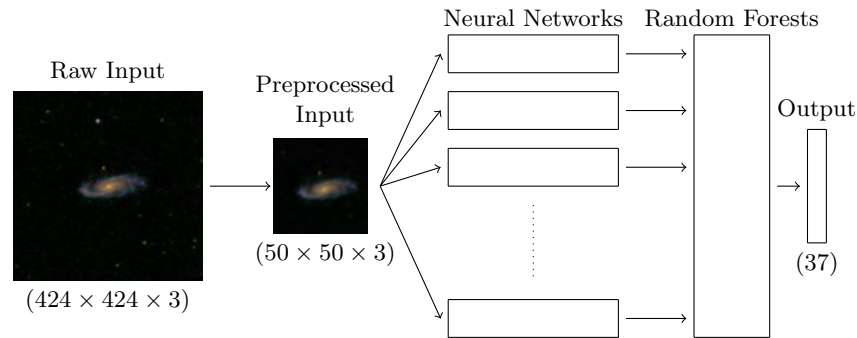 Neural Networks
Random Forests
Raw Input
Preprocessed
Input
Output
(50 × 50 × 3)
(37)
(424 × 424 × 3)